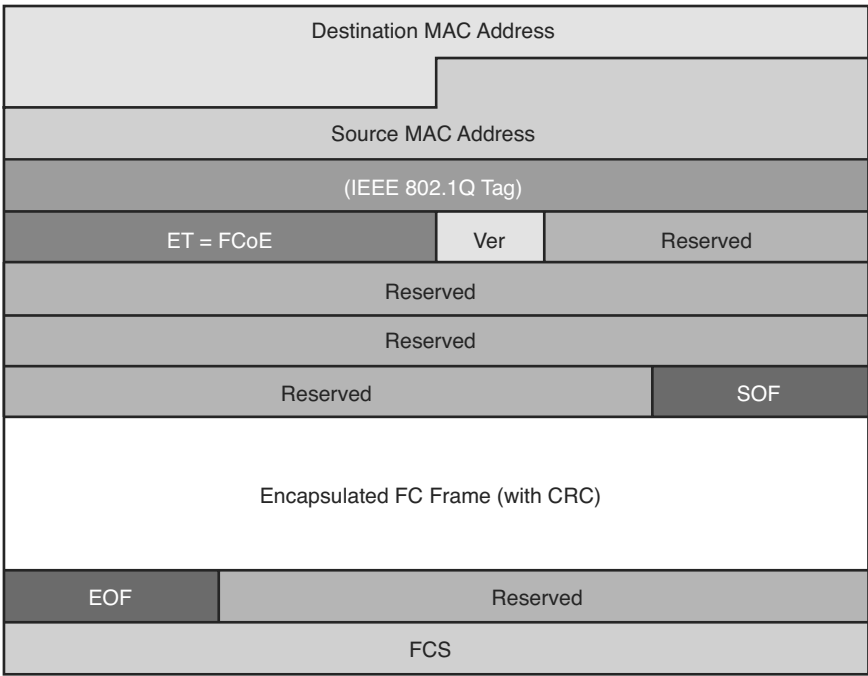 Destination MAC Address
Source MAC Address
(IEEE 802.1Q Tag)
ET = FCoE Ver Reserved
Reserved
Reserved
Reserved SOF
Encapsulated FC Frame (with CRC)
EOF Reserved
FCS